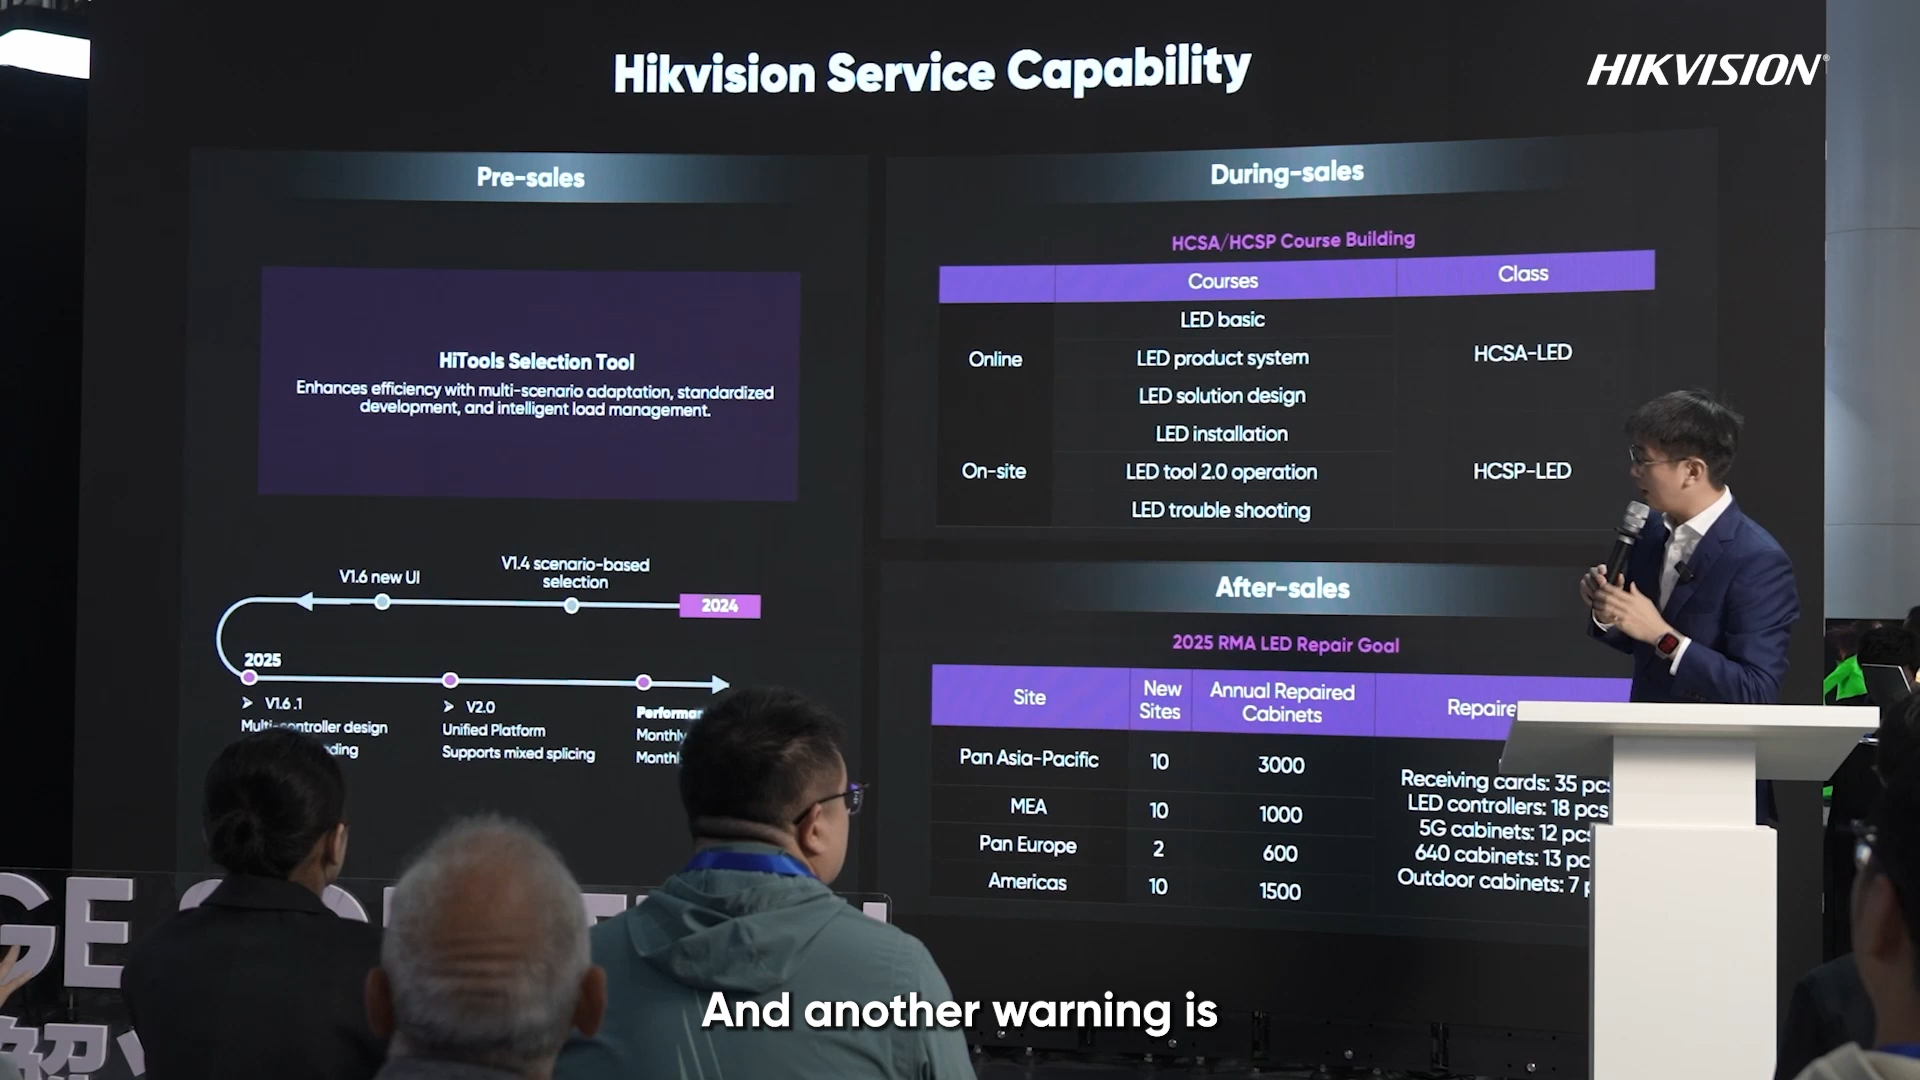 Hikvision Service Capability
HIKVISION®
Pre-sales
HiTools Selection Tool
Enhances efficiency with multi-scenario adaptation, standardized
development, and intelligent load management.
V1.6 new UI
V1.4 scenario-based
selection
2024
2025
➤ V1.6.1
Multi-controller design
➤ V2.0
Unified Platform
Supports mixed splicing
Monthly
During-sales
HCSA/HCSP Course Building
Courses Class
Online
LED basic
LED product system
LED solution design
HCSA-LED
On-site
LED installation
LED tool 2.0 operation
LED trouble shooting
HCSP-LED
After-sales
2025 RMA LED Repair Goal
Site New Sites Annual Repaired Cabinets
Pan Asia-Pacific 10 3000
MEA 10 1000
Pan Europe 2 600
Americas 10 1500
Receiving cards: 35 pcs
LED controllers: 18 pcs
5G cabinets: 12 pcs
640 cabinets: 13
Outdoor cabinets: 7
And another warning is